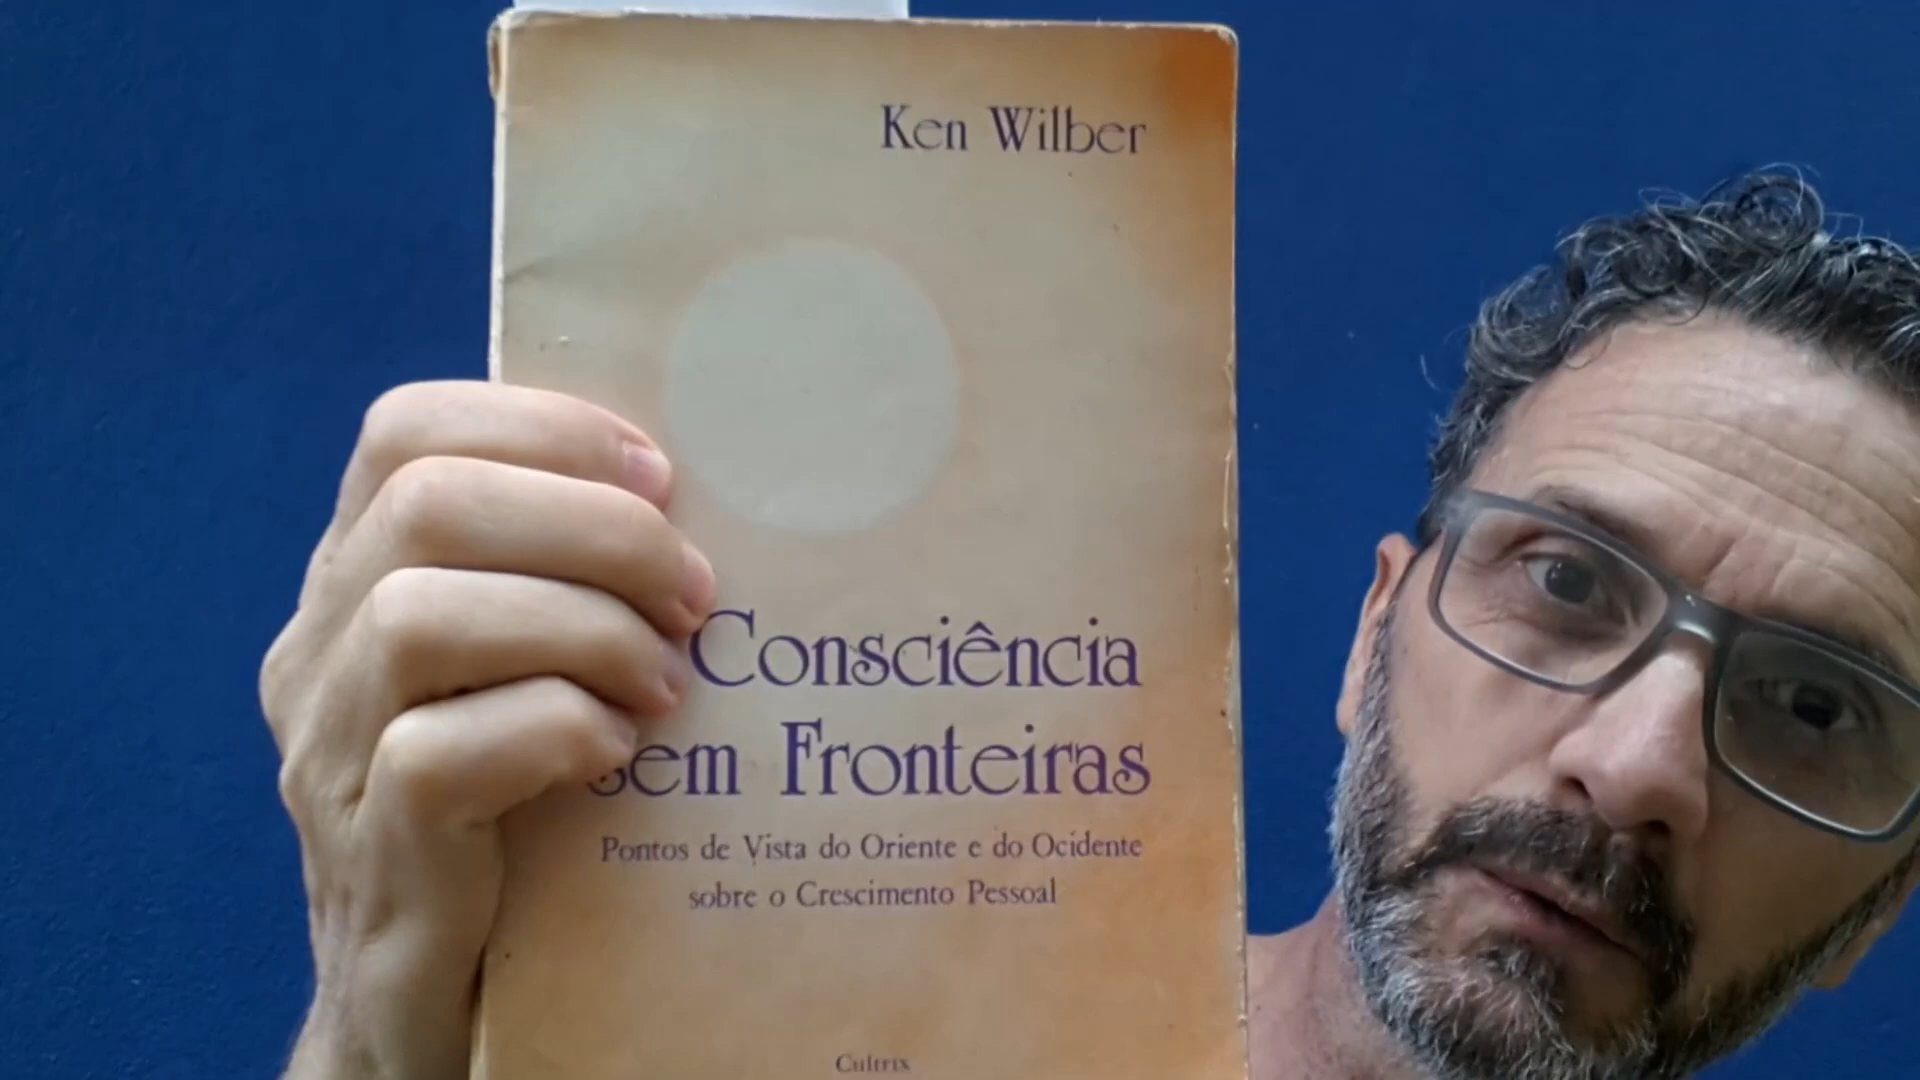 Ken Wilber
Consciência
sem Fronteiras
Pontos de Vista do Oriente e do Ocidente
sobre o Crescimento Pessoal
Cultrix